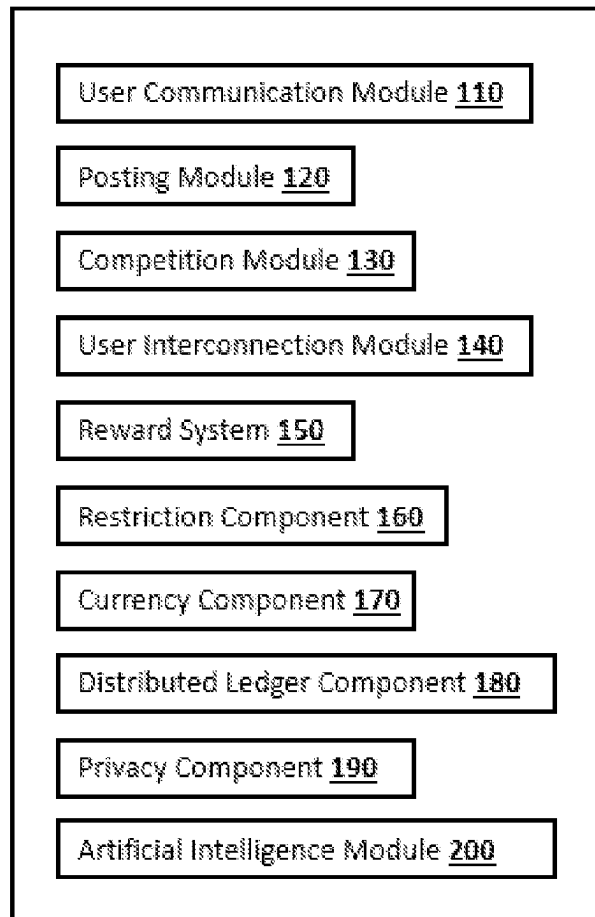 User Communication Module 110
Posting Module 120
Competition Module 130
User Interconnection Module 140
Reward System 150
Restriction Component 160
Currency Component 170
Distributed Ledger Component 180
Privacy Component 190
Artificial Intelligence Module 200